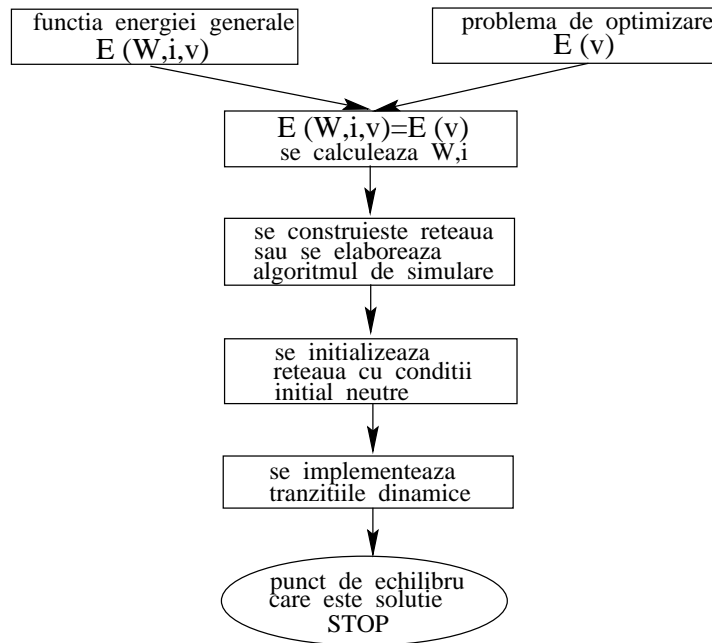 functia energiei generale
E (W,i,v)
problema de optimizare
E (v)
E (W,i,v)=E (v)
se calculeaza W,i
se construieste reteaua
sau se elaboreaza
algoritmul de simulare
se initializeaza
reteaua cu conditii
initial neutre
se implementeaza
tranzitiile dinamice
punct de echilibru
care este solutie
STOP